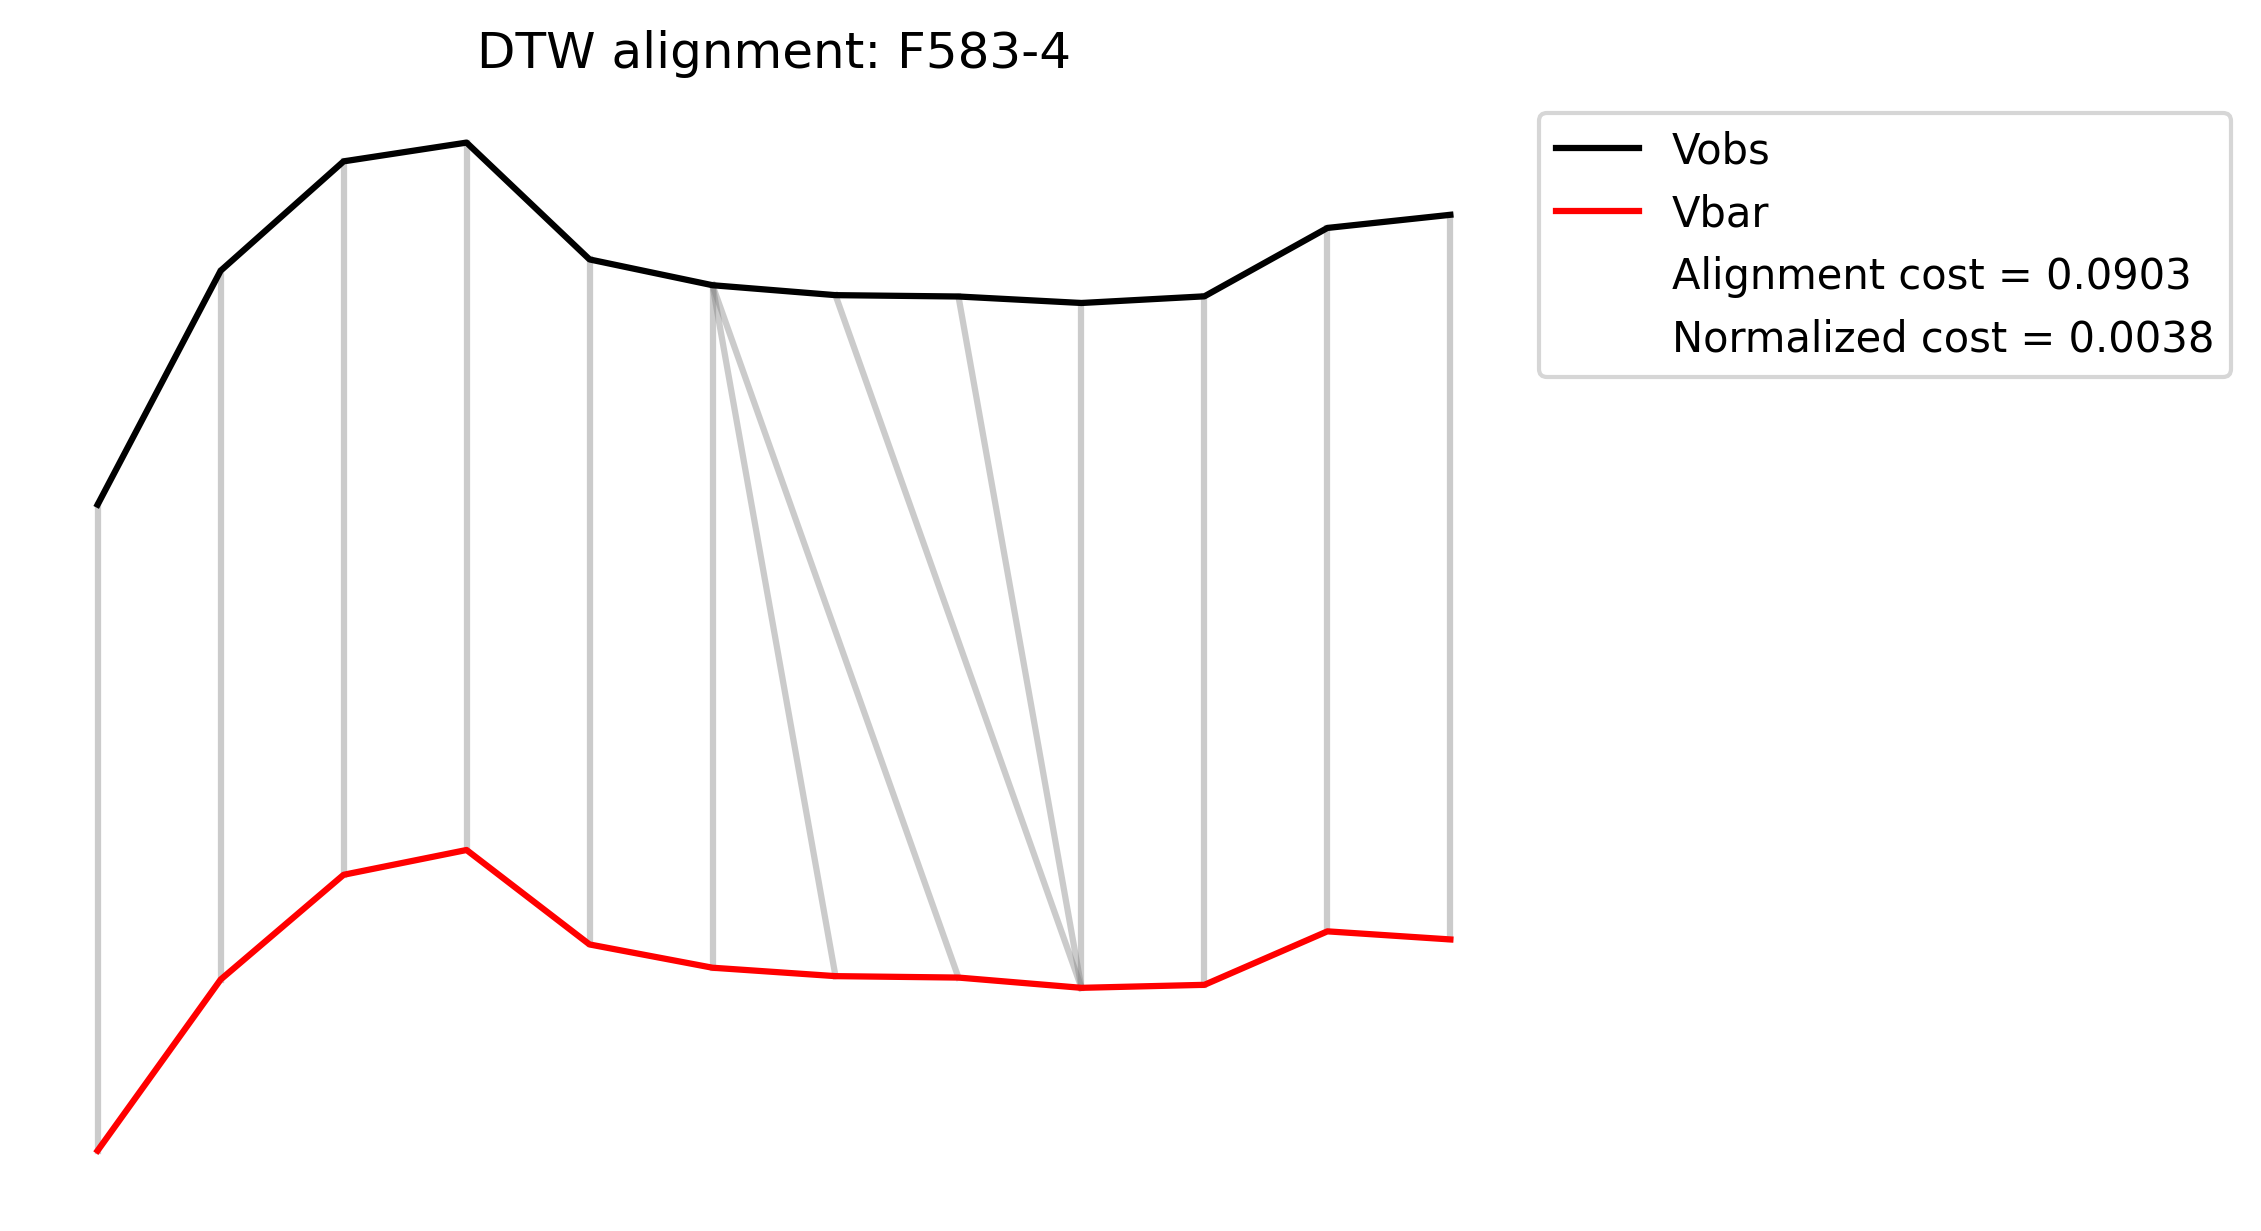 DTW alignment: F583-4
Vobs
Vbar
Alignment cost = 0.0903
Normalized cost = 0.0038